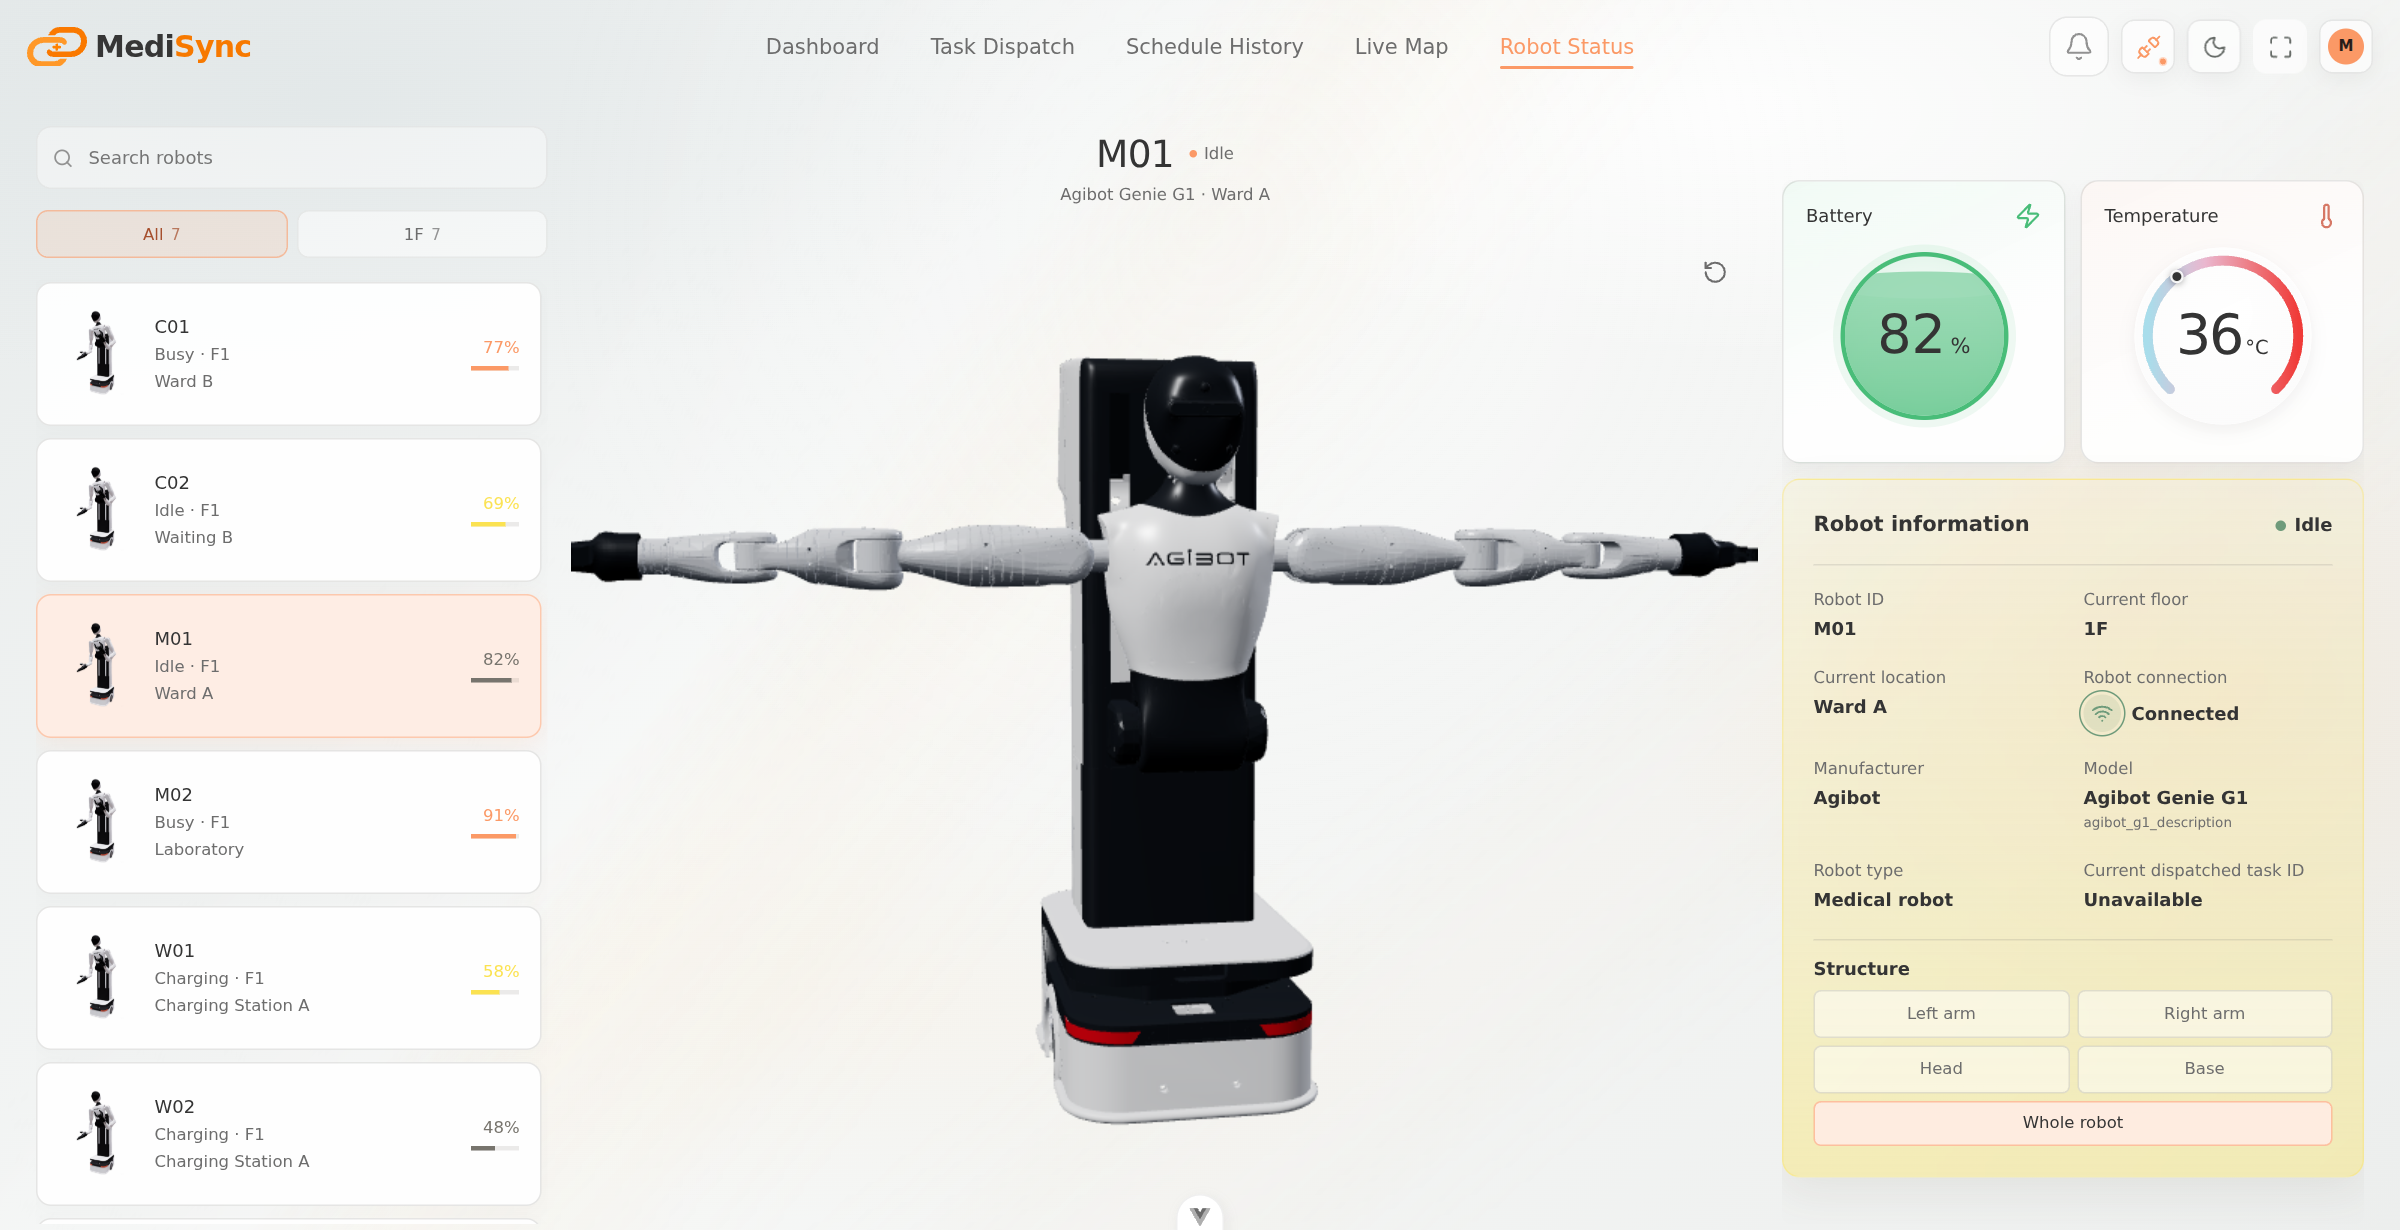 MediSync
Dashboard
Task Dispatch
Schedule History
Live Map
Robot Status
M
Search robots
All 7
1F 7
C01
Busy · F1
Ward B
77%
C02
Idle · F1
Waiting B
69%
M01
Idle · F1
Ward A
82%
M02
Busy · F1
Laboratory
91%
W01
Charging · F1
Charging Station A
58%
W02
Charging · F1
Charging Station A
48%
M01 Idle
Agibot Genie G1 · Ward A
AGIBOT
Battery
82 %
Temperature
36 °C
Robot information
Idle
Robot ID
M01
Current floor
1F
Current location
Ward A
Robot connection
Connected
Manufacturer
Agibot
Model
Agibot Genie G1
agibot_g1_description
Robot type
Medical robot
Current dispatched task ID
Unavailable
Structure
Left arm
Right arm
Head
Base
Whole robot